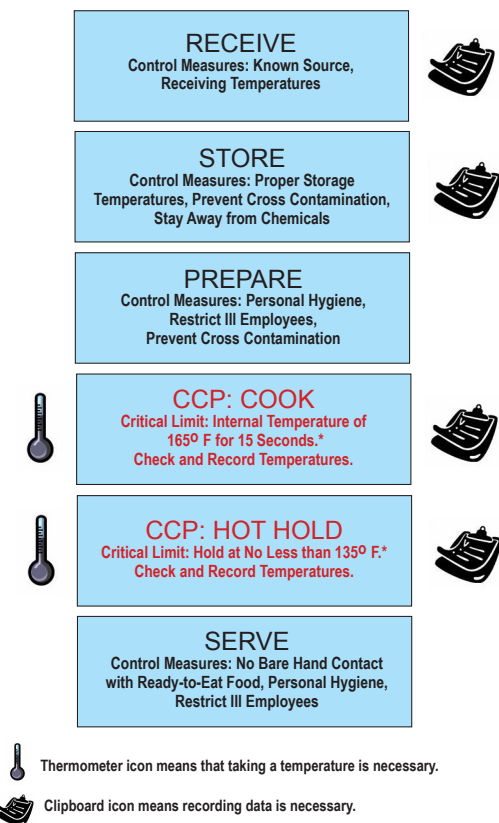 RECEIVE
Control Measures: Known Source,
Receiving Temperatures
STORE
Control Measures: Proper Storage
Temperatures, Prevent Cross Contamination,
Stay Away from Chemicals
PREPARE
Control Measures: Personal Hygiene,
Restrict Ill Employees,
Prevent Cross Contamination
CCP: COOK
Critical Limit: Internal Temperature of
165º F for 15 Seconds.*
Check and Record Temperatures.
CCP: HOT HOLD
Critical Limit: Hold at No Less than 135º F.*
Check and Record Temperatures.
SERVE
Control Measures: No Bare Hand Contact
with Ready-to-Eat Food, Personal Hygiene,
Restrict Ill Employees
Thermometer icon means that taking a temperature is necessary.
Clipboard icon means recording data is necessary.